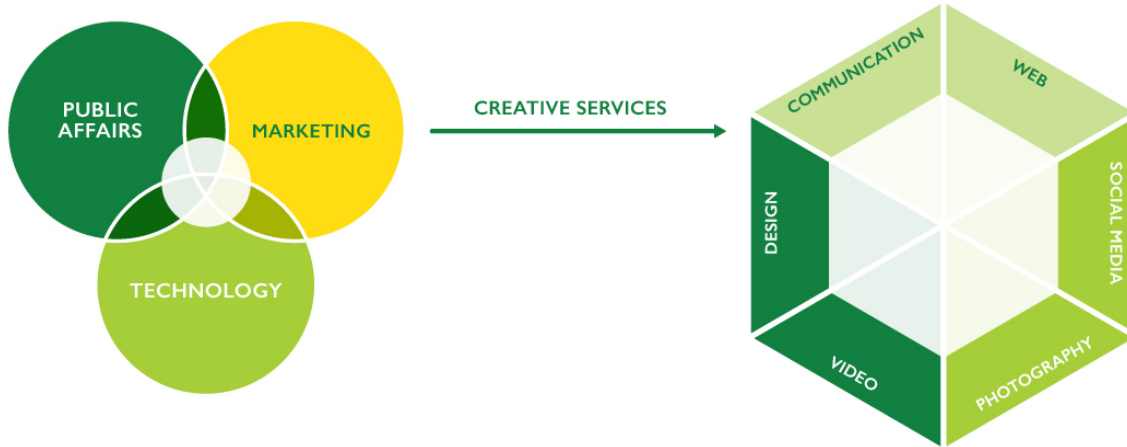 PUBLIC
AFFAIRS
MARKETING
TECHNOLOGY
CREATIVE SERVICES
COMMUNICATION
WEB
SOCIAL MEDIA
PHOTOGRAPHY
VIDEO
DESIGN